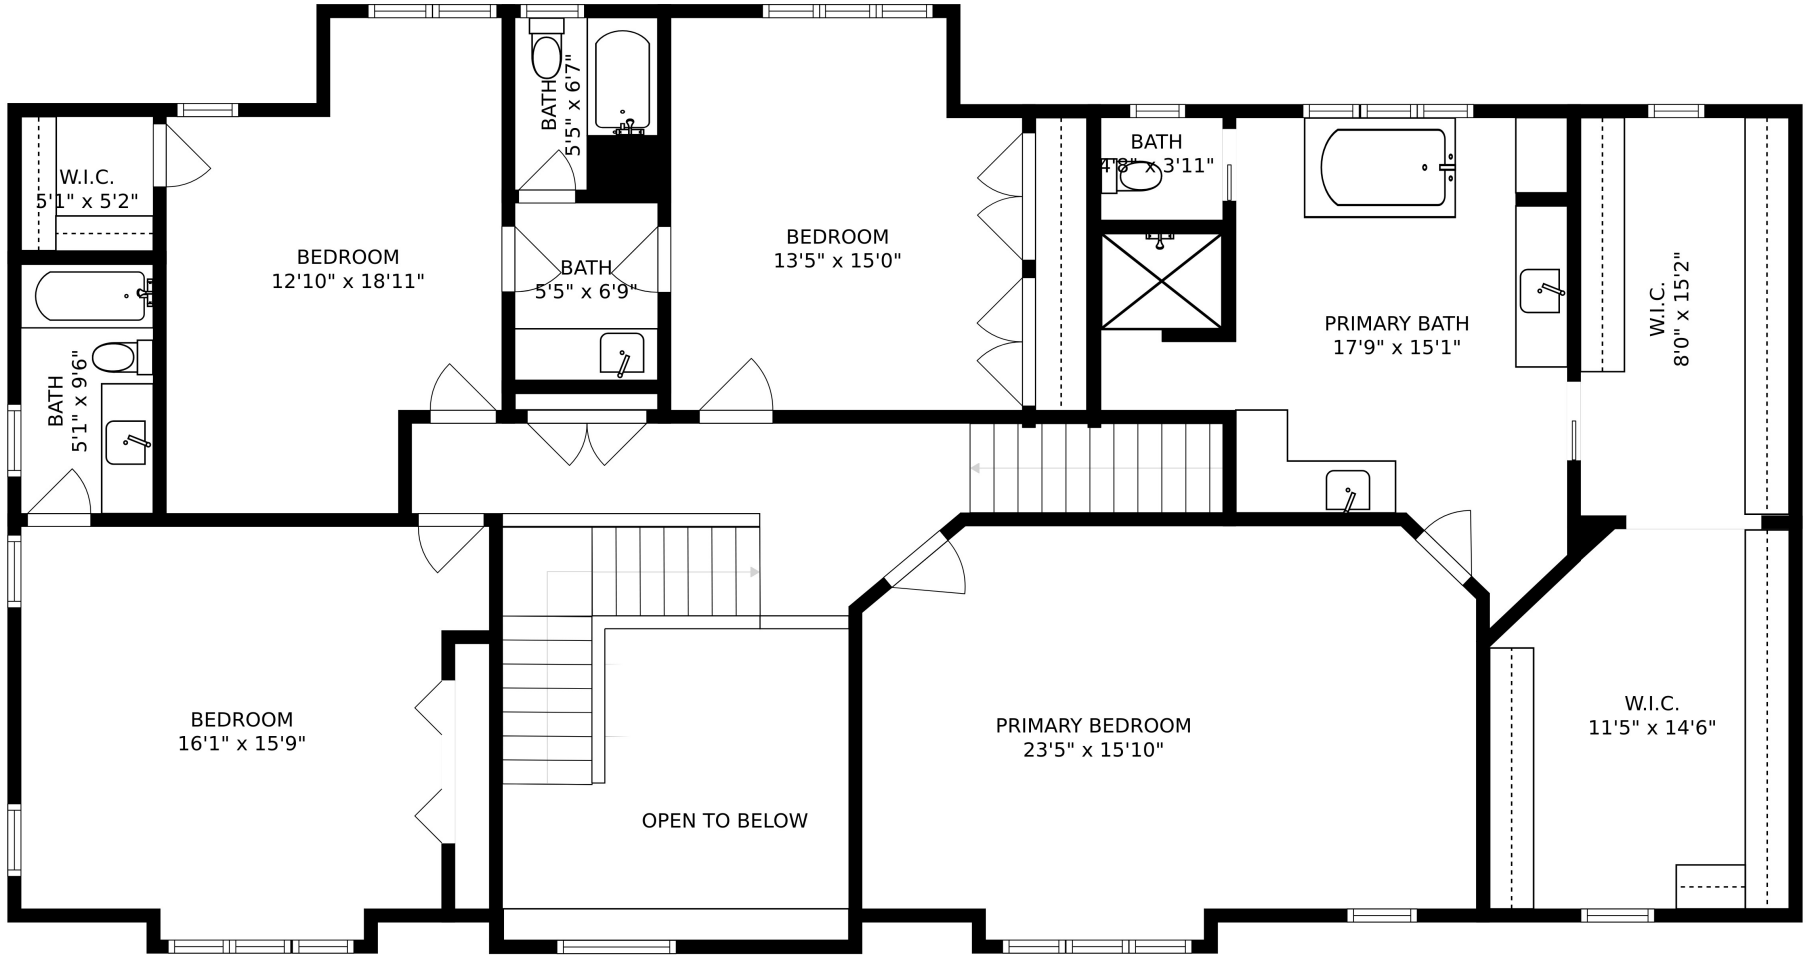 BATH
5'5" x 6'7"
BATH
4'8" x 3'11"
W.I.C.
5'1" x 5'2"
BEDROOM
12'10" x 18'11"
BEDROOM
13'5" x 15'0"
BATH
5'5" x 6'9"
PRIMARY BATH
17'9" x 15'1"
W.I.C.
8'0" x 15'2"
BATH
5'1" x 9'6"
BEDROOM
16'1" x 15'9"
PRIMARY BEDROOM
23'5" x 15'10"
W.I.C.
11'5" x 14'6"
OPEN TO BELOW